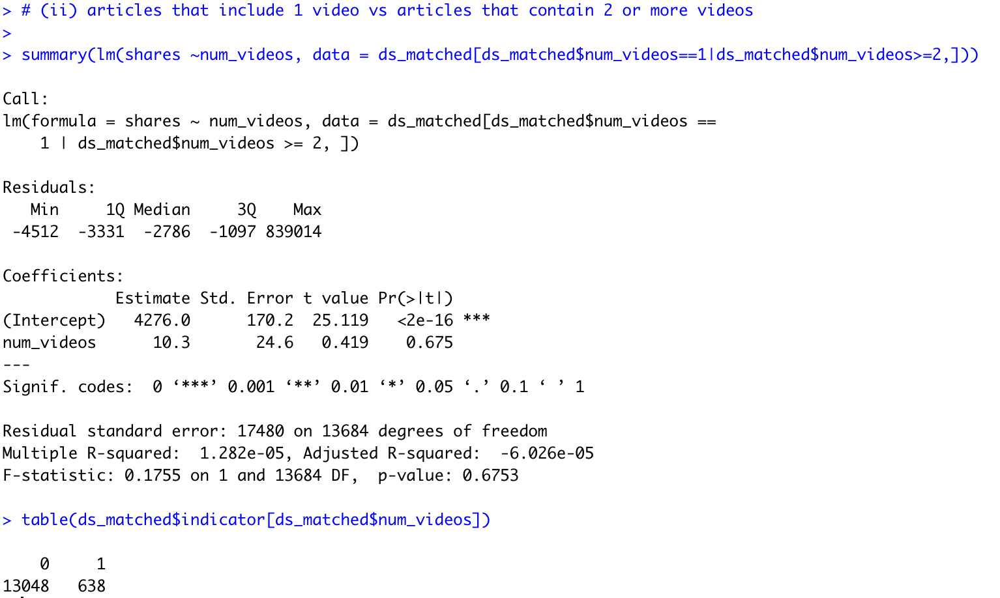 > # (ii) articles that include 1 video vs articles that contain 2 or more videos
>
> summary(lm(shares ~num_videos, data = ds_matched[ds_matched$num_videos==1|ds_matched$num_videos>=2,]))
Call:
lm(formula = shares ~ num_videos, data = ds_matched[ds_matched$num_videos ==
    1 | ds_matched$num_videos >= 2, ])
Residuals:
   Min     1Q Median     3Q    Max
 -4512  -3331  -2786  -1097 839014
Coefficients:
            Estimate Std. Error t value Pr(>|t|)
(Intercept)   4276.0      170.2  25.119   <2e-16 ***
num_videos      10.3       24.6   0.419    0.675
---
Signif. codes:  0 ‘***’ 0.001 ‘**’ 0.01 ‘*’ 0.05 ‘.’ 0.1 ‘ ’ 1
Residual standard error: 17480 on 13684 degrees of freedom
Multiple R-squared:  1.282e-05, Adjusted R-squared:  -6.026e-05
F-statistic: 0.1755 on 1 and 13684 DF,  p-value: 0.6753
> table(ds_matched$indicator[ds_matched$num_videos])
    0     1
13048   638